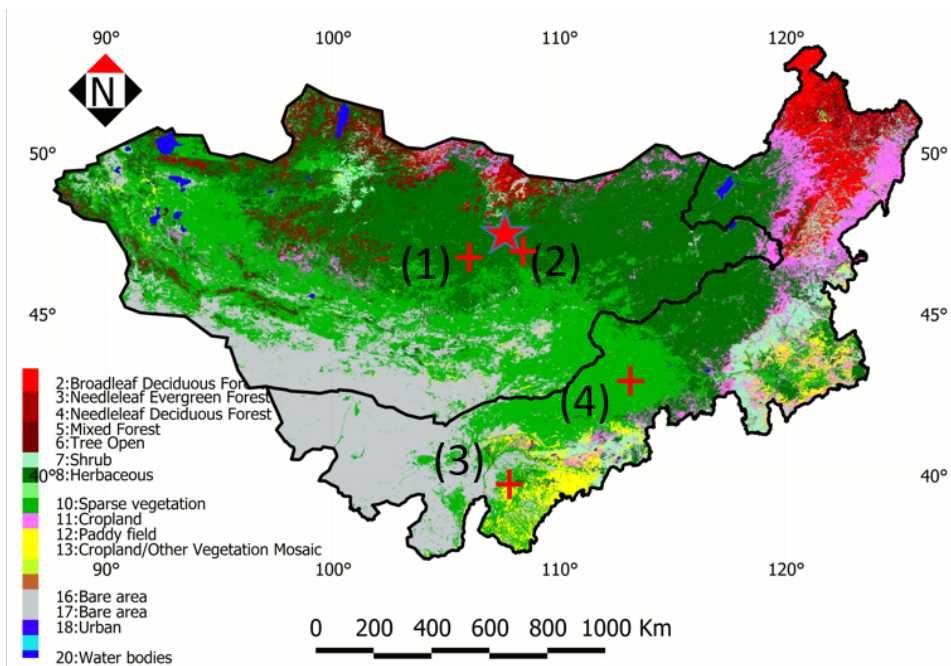 90° 100° 110° 120°
N
50° 50°
(1) (2)
45° 45°
2:Broadleaf Deciduous Fore
3:Needleleaf Evergreen Forest
4:Needleleaf Deciduous Forest
5:Mixed Forest
6:Tree Open
(4)
7:Shrub
(3)
40° 8:Herbaceous 40°
10:Sparse vegetation
11:Cropland
12:Paddy field
13:Cropland/Other Vegetation Mosaic
90° 100° 110° 120°
16:Bare area
17:Bare area
18:Urban
0 200 400 600 800 1000 Km
20:Water bodies